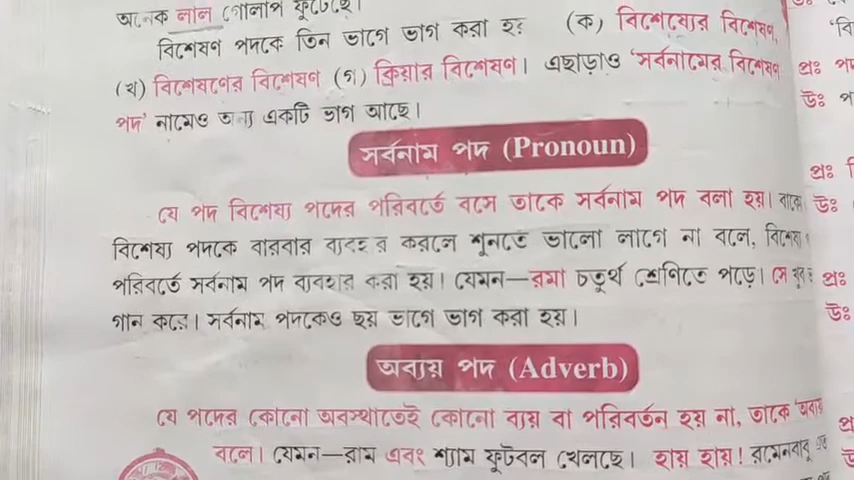 অনেক লাল গোলাপ ফুটেছে।
বিশেষণ পদকে তিন ভাগে ভাগ করা হয় (ক) বিশেষ্যের বিশেষণ,
(খ) বিশেষণের বিশেষণ (গ) ক্রিয়ার বিশেষণ। এছাড়াও ‘সর্বনামের বিশেষণ
পদ’ নামেও অন্য একটি ভাগ আছে।
সর্বনাম পদ (Pronoun)
যে পদ বিশেষ্য পদের পরিবর্তে বসে তাকে সর্বনাম পদ বলা হয়।
বিশেষ্য পদকে বারবার ব্যবহার করলে শুনতে ভালো লাগে না বলে, বিশেষ্য
পরিবর্তে সর্বনাম পদ ব্যবহার করা হয়। যেমন—রমা চতুর্থ শ্রেণিতে পড়ে। সে খুব
গান করে। সর্বনাম পদকেও ছয় ভাগে ভাগ করা হয়।
অব্যয় পদ (Adverb)
যে পদের কোনো অবস্থাতেই কোনো ব্যয় বা পরিবর্তন হয় না, তাকে ‘অব্যয়
বলে। যেমন—রাম এবং শ্যাম ফুটবল খেলছে। হায় হায়! রমেনবাবু
প্রঃ
উঃ
প্রঃ
উঃ
প্রঃ
উঃ